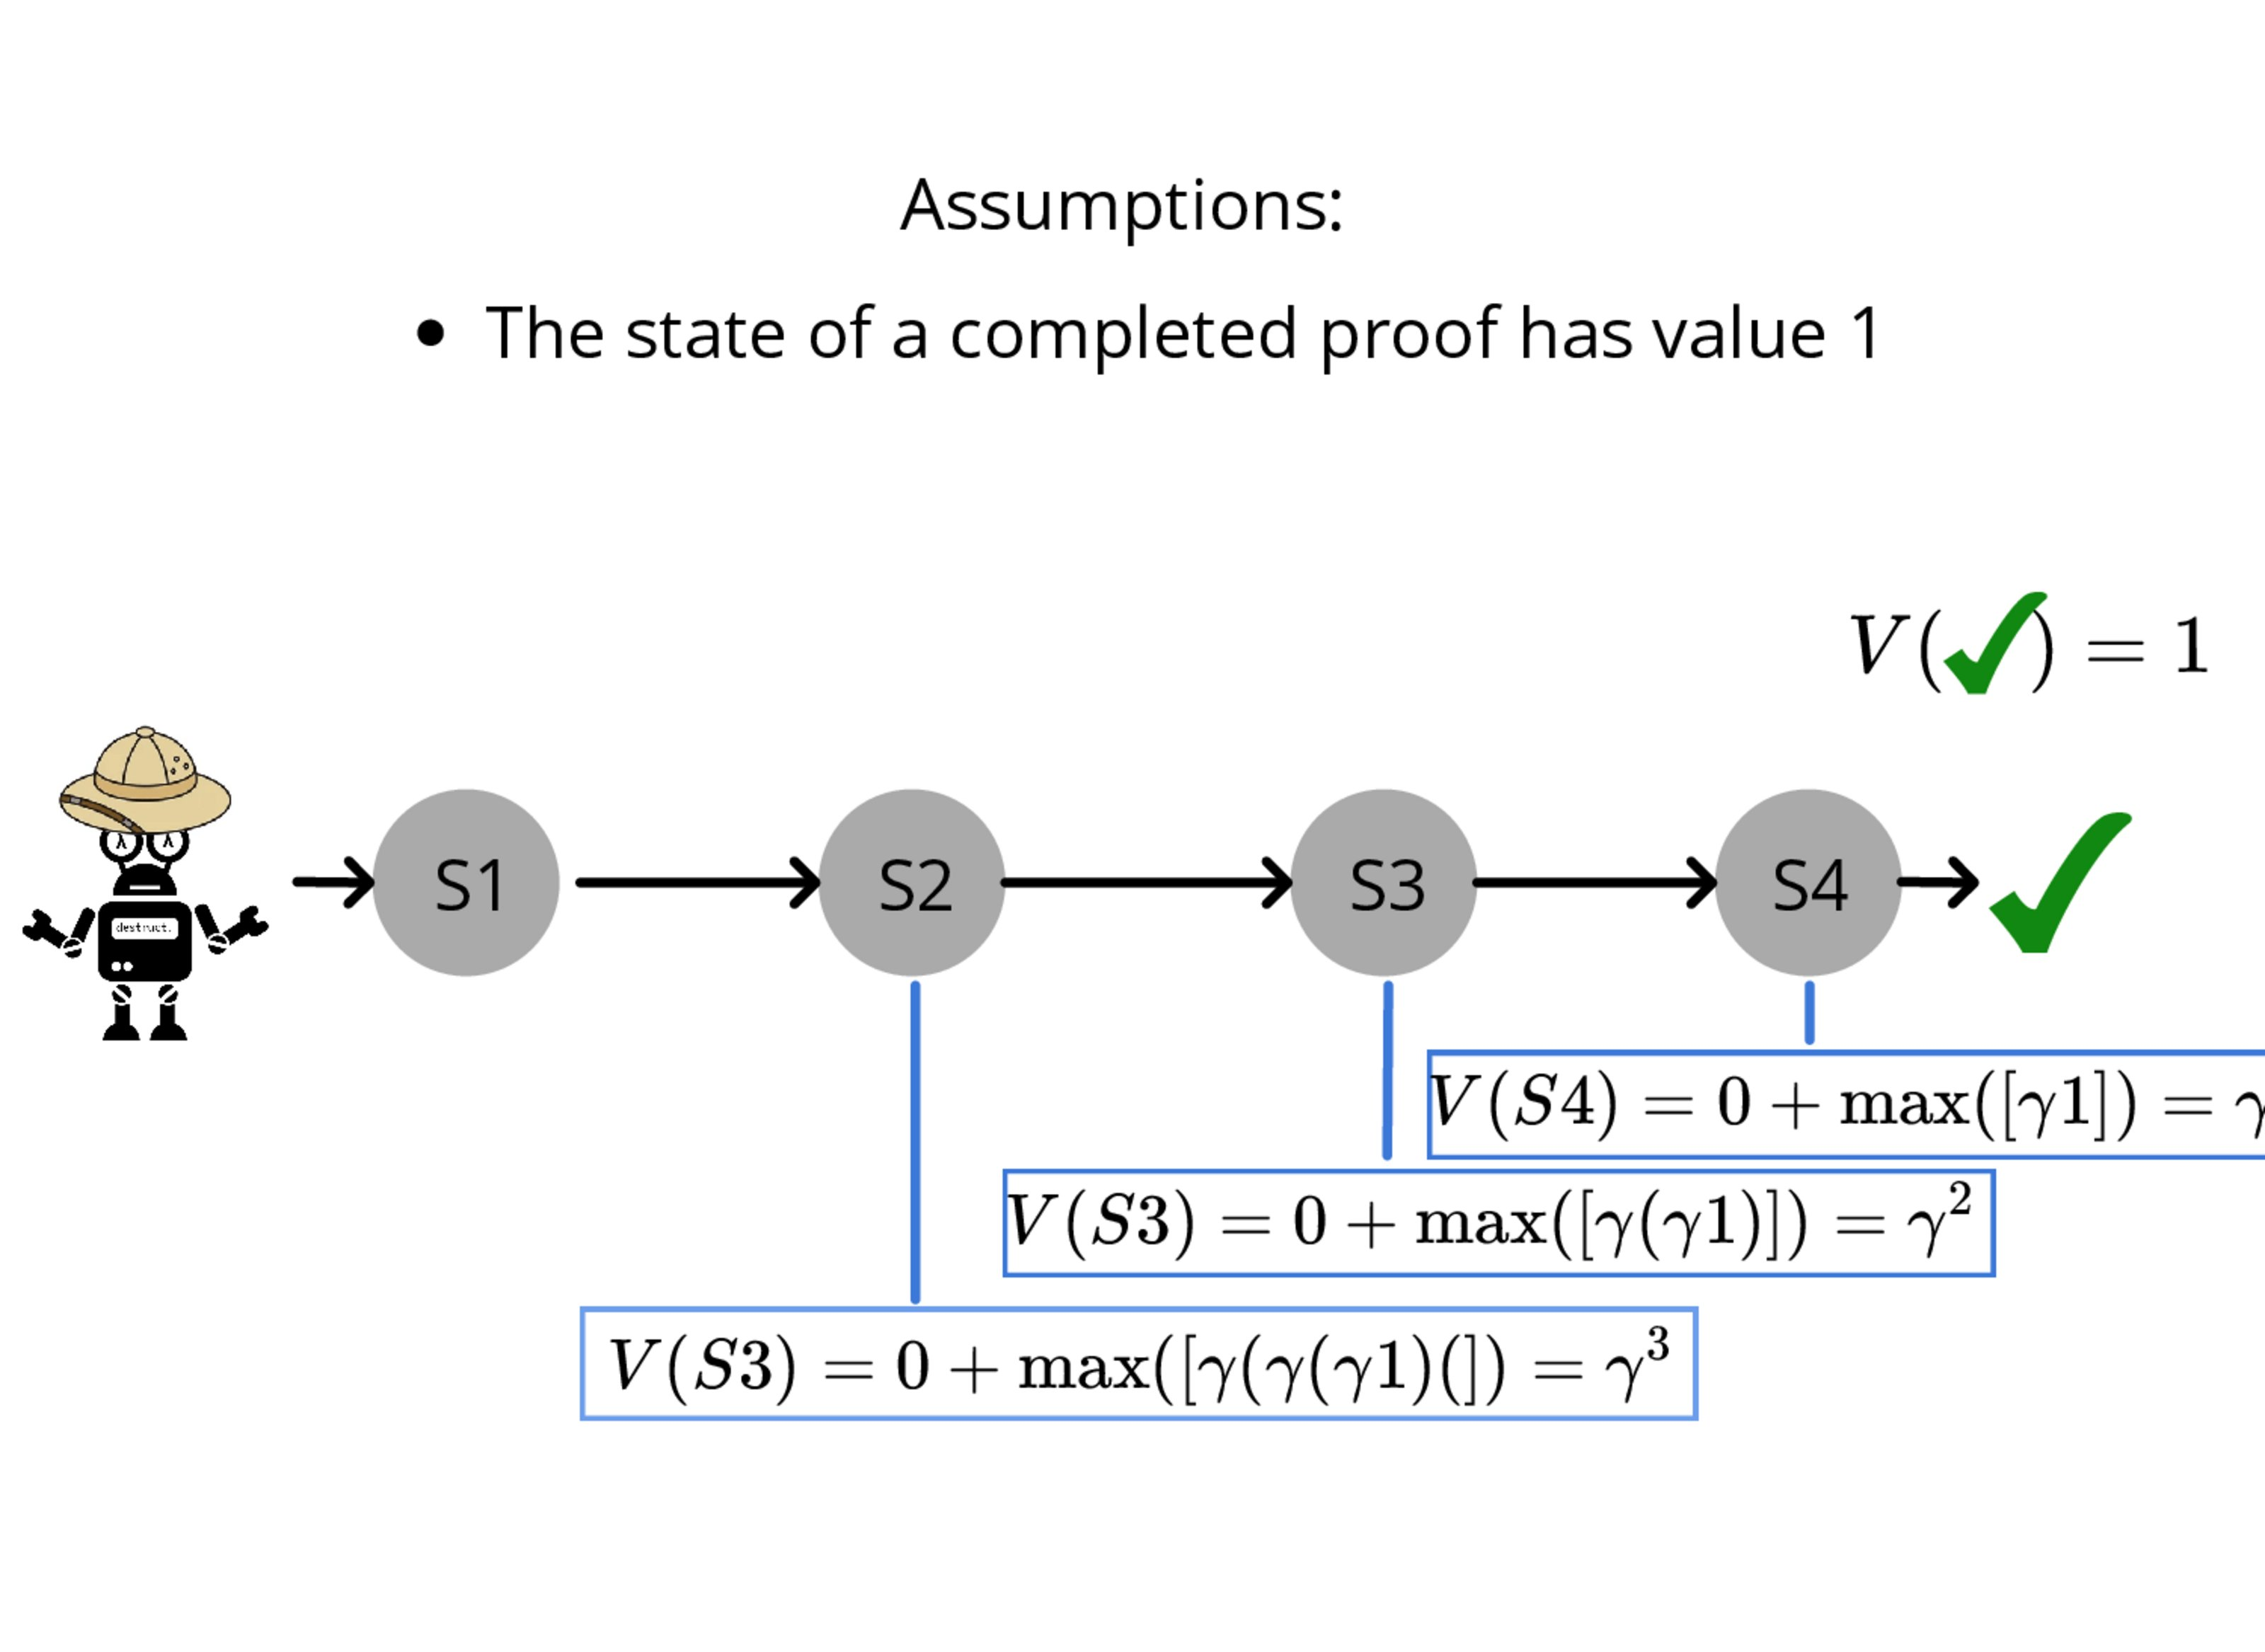 Assumptions:
• The state of a completed proof has value 1
V(✓) = 1
λ λ
destruct.
S1 S2 S3 S4
V(S4) = 0 + max([γ1]) = γ
V(S3) = 0 + max([γ(γ1)]) = γ²
V(S3) = 0 + max([γ(γ(γ1)(]) = γ³